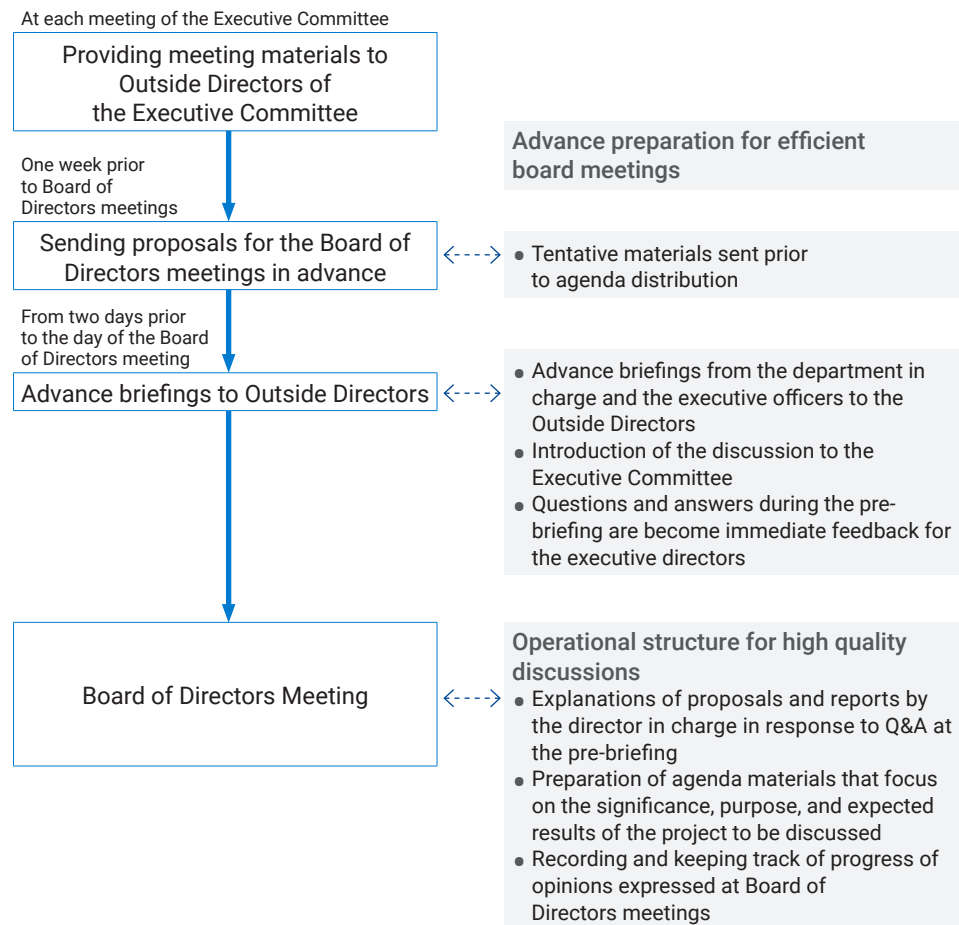 At each meeting of the Executive Committee
Providing meeting materials to
Outside Directors of
the Executive Committee
One week prior
to Board of
Directors meetings
Advance preparation for efficient
board meetings
Sending proposals for the Board of
Directors meetings in advance
● Tentative materials sent prior
to agenda distribution
From two days prior
to the day of the Board
of Directors meeting
Advance briefings to Outside Directors
● Advance briefings from the department in
charge and the executive officers to the
Outside Directors
● Introduction of the discussion to the
Executive Committee
● Questions and answers during the pre-
briefing are become immediate feedback for
the executive directors
Board of Directors Meeting
Operational structure for high quality
discussions
● Explanations of proposals and reports by
the director in charge in response to Q&A at
the pre-briefing
● Preparation of agenda materials that focus
on the significance, purpose, and expected
results of the project to be discussed
● Recording and keeping track of progress of
opinions expressed at Board of
Directors meetings